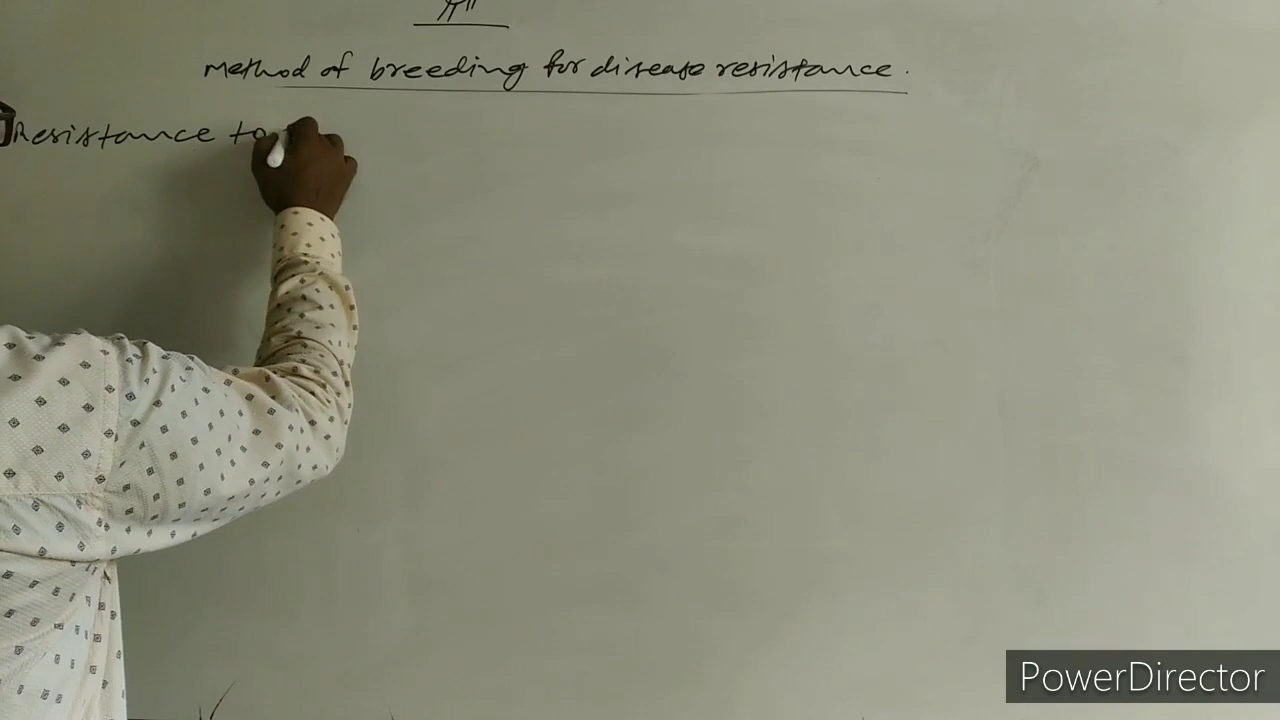 Method of breeding for disease resistance.
Resistance to
PowerDirector